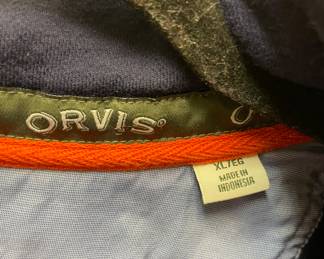 ORVIS®
O
XL/EG
MADE IN
INDONESIA